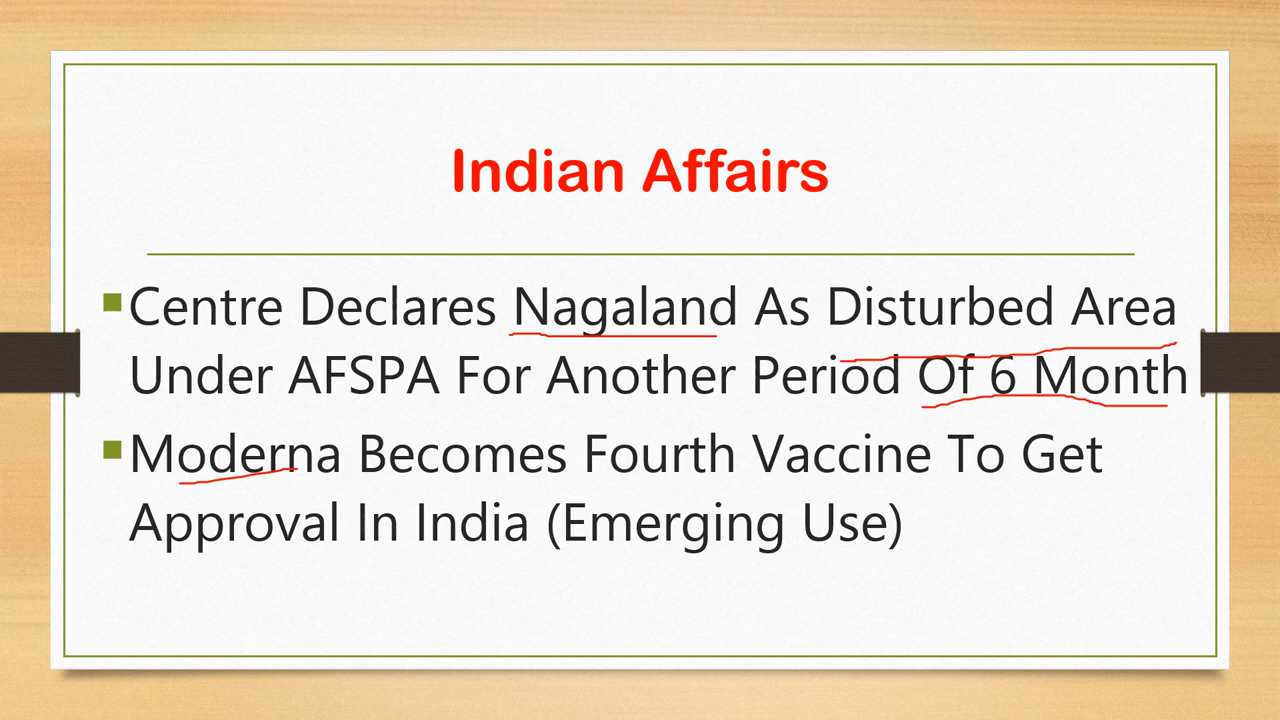 Indian Affairs
Centre Declares Nagaland As Disturbed Area
Under AFSPA For Another Period Of 6 Month
Moderna Becomes Fourth Vaccine To Get
Approval In India (Emerging Use)